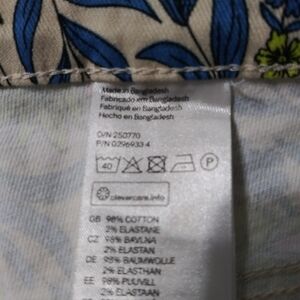 Made in Bangladesh
Fabricado em Bangladesh
Fabriqué en Bangladesh
Hecho en Bangladesh
O/N 250770
P/N 0296933 4
40
P
clevercare.info
GB 98% COTTON
2% ELASTANE
CZ 98% BAVLNA
2% ELASTAN
DE 98% BAUMWOLLE
2% ELASTHAN
EE 98% PUUVILL
2% ELASTAAN